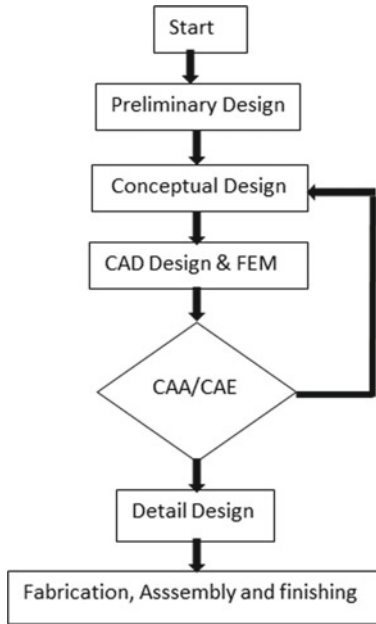 Start
Preliminary Design
Conceptual Design
CAD Design & FEM
CAA/CAE
Detail Design
Fabrication, Asssembly and finishing